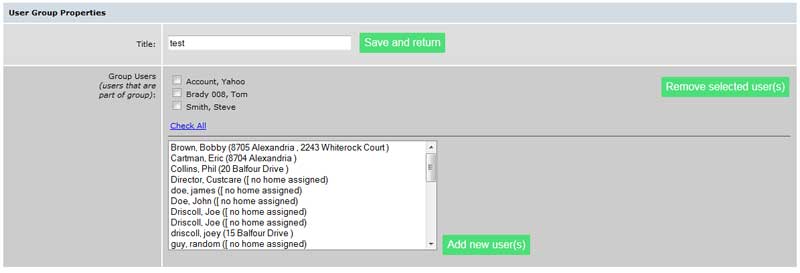 User Group Properties
Title: test Save and return
Group Users
(users that are
part of group):
Account, Yahoo
Brady 008, Tom
Smith, Steve
Remove selected user(s)
Check All
Brown, Bobby (8705 Alexandria , 2243 Whiterock Court )
Cartman, Eric (8704 Alexandria )
Collins, Phil (20 Balfour Drive )
Director, Custcare ([ no home assigned)
doe, james ([ no home assigned)
Doe, John ([ no home assigned)
Driscoll, Joe ([ no home assigned)
Driscoll, Joe ([ no home assigned)
driscoll, joey (15 Balfour Drive )
guy, random ([ no home assigned)
Add new user(s)